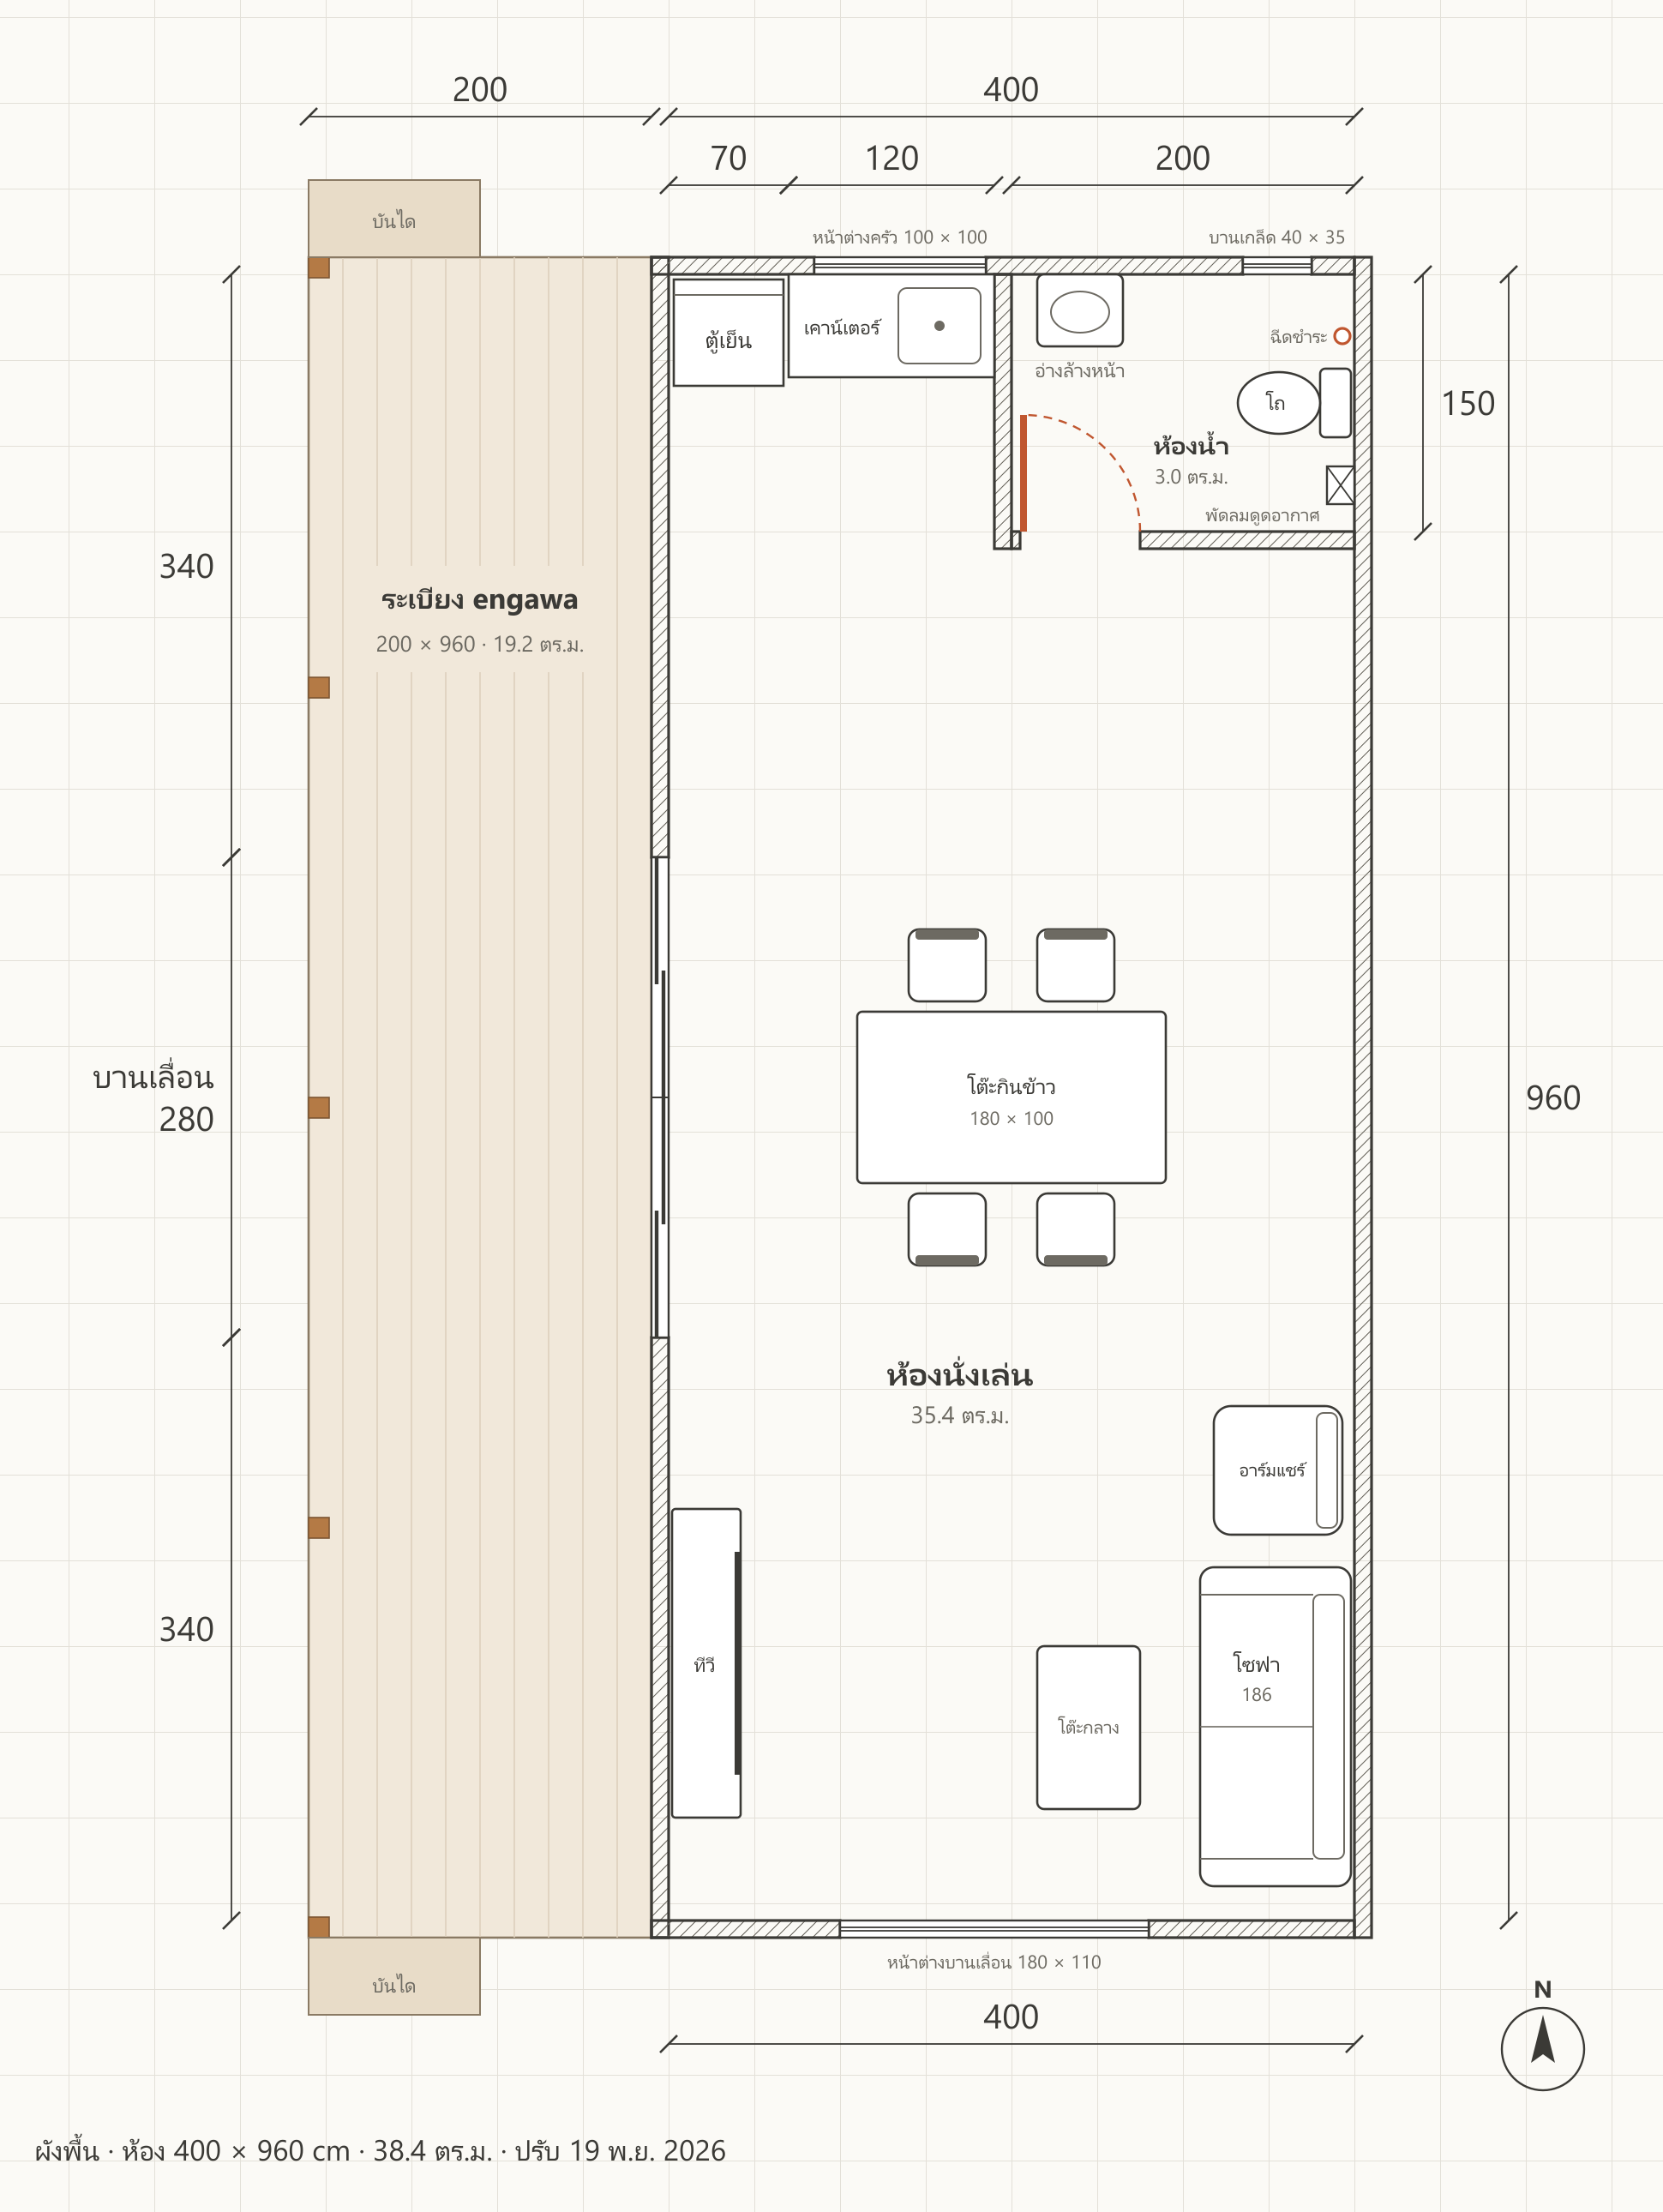 200
400
70
120
200
บันได
หน้าต่างครัว 100 × 100
บานเกล็ด 40 × 35
ตู้เย็น
เคาน์เตอร์
อ่างล้างหน้า
ฉีดชำระ
โถ
ห้องน้ำ
3.0 ตร.ม.
พัดลมดูดอากาศ
150
340
ระเบียง engawa
200 × 960 · 19.2 ตร.ม.
บานเลื่อน
280
โต๊ะกินข้าว
180 × 100
960
ห้องนั่งเล่น
35.4 ตร.ม.
อาร์มแชร์
340
ทีวี
โซฟา
186
โต๊ะกลาง
หน้าต่างบานเลื่อน 180 × 110
บันได
400
N
ผังพื้น · ห้อง 400 × 960 cm · 38.4 ตร.ม. · ปรับ 19 พ.ย. 2026